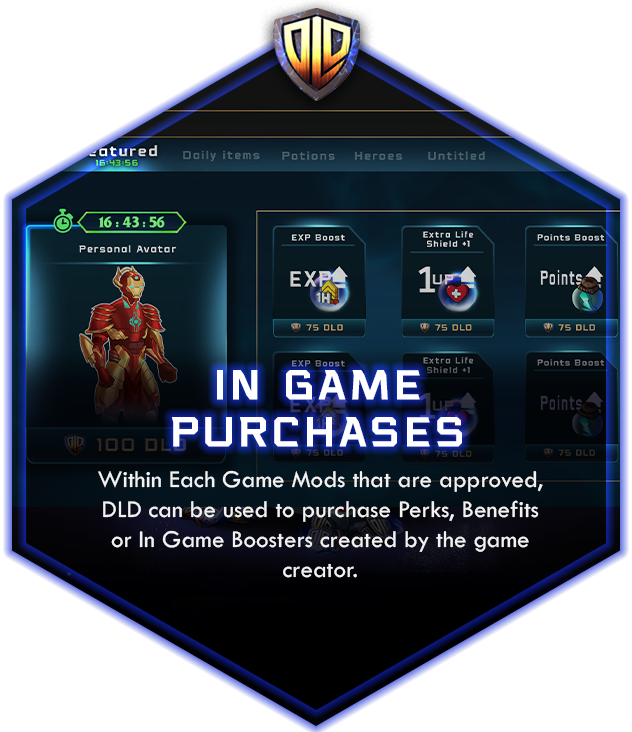 DLD
eatured
16:43:56
Daily items
Potions
Heroes
Untitled
16 : 43 : 56
Personal Avatar
100 DLD
EXP Boost
EXP
1H
75 DLD
Extra Life
Shield +1
1UP
75 DLD
Points Boost
Points
75 DLD
EXP Boost
EXP
75 DLD
Extra Life
Shield +1
1UP
75 DLD
Points Boost
Points
75 DLD
IN GAME
PURCHASES
Within Each Game Mods that are approved,
DLD can be used to purchase Perks, Benefits
or In Game Boosters created by the game
creator.